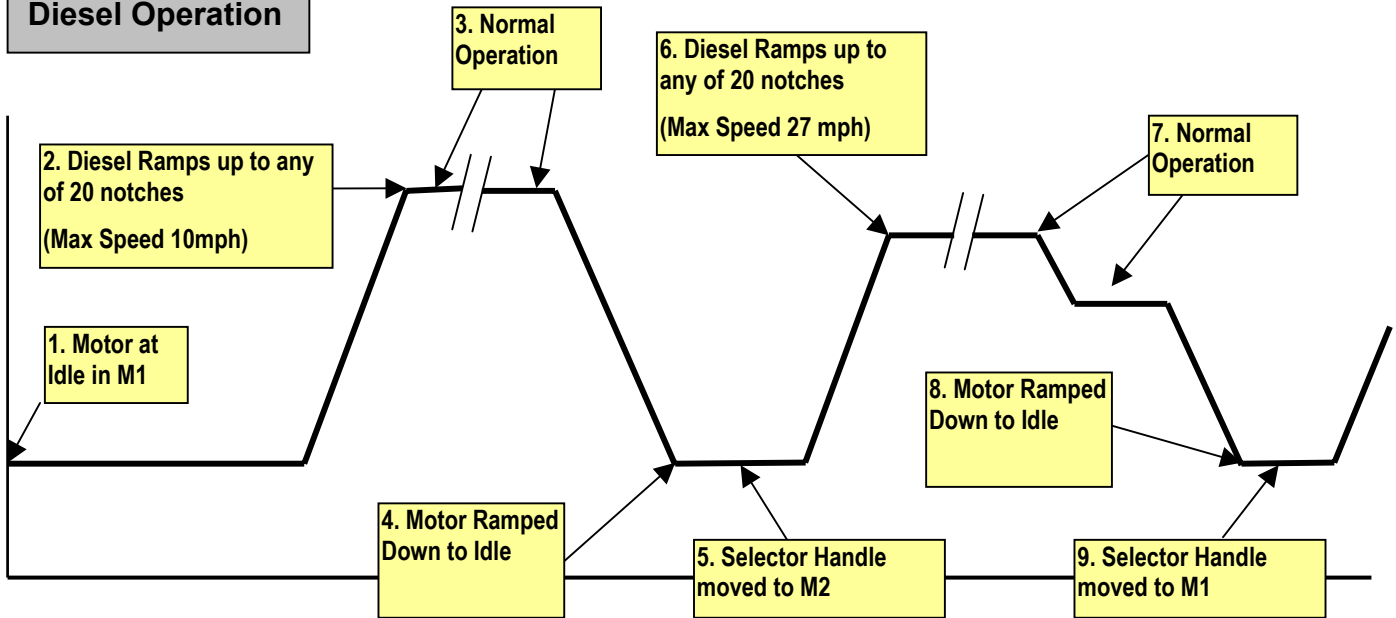 Diesel Operation
1. Motor at
Idle in M1
2. Diesel Ramps up to any
of 20 notches
(Max Speed 10mph)
3. Normal
Operation
4. Motor Ramped
Down to Idle
5. Selector Handle
moved to M2
6. Diesel Ramps up to
any of 20 notches
(Max Speed 27 mph)
7. Normal
Operation
8. Motor Ramped
Down to Idle
9. Selector Handle
moved to M1